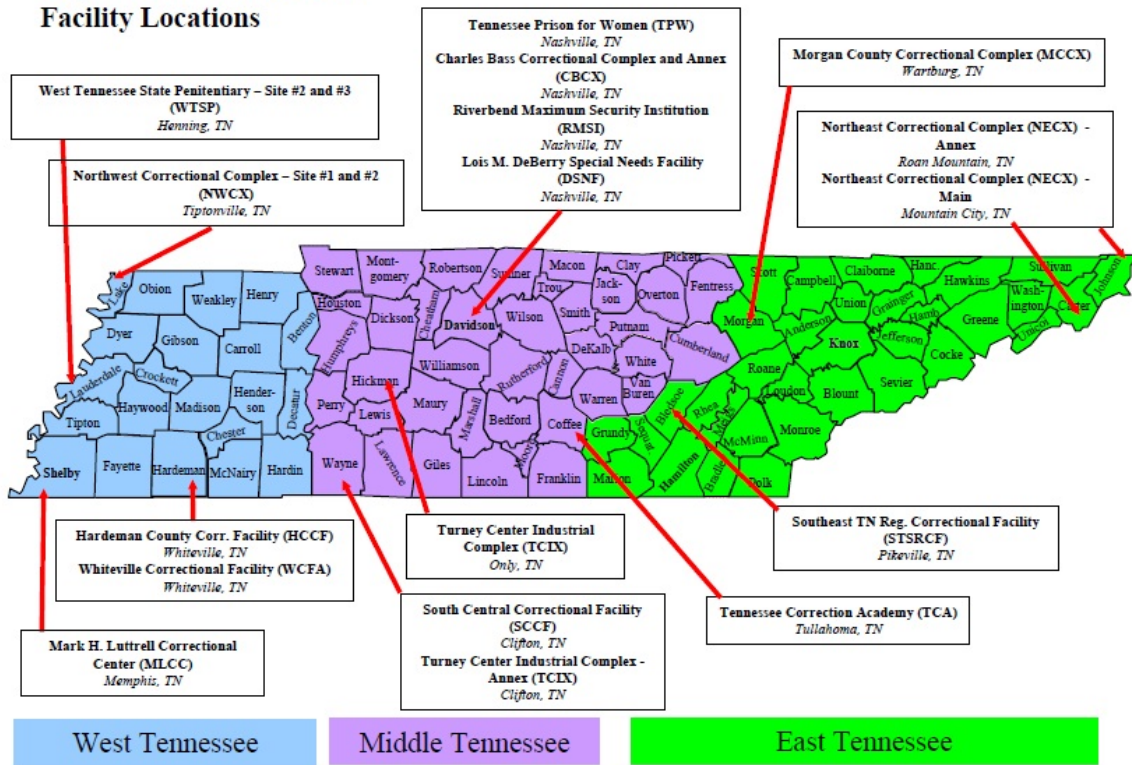 Facility Locations
Tennessee Prison for Women (TPW)
Nashville, TN
Charles Bass Correctional Complex and Annex
(CBCX)
Nashville, TN
Riverbend Maximum Security Institution
(RMSI)
Nashville, TN
Lois M. DeBerry Special Needs Facility
(DSNF)
Nashville, TN
Morgan County Correctional Complex (MCCX)
Wartburg, TN
West Tennessee State Penitentiary – Site #2 and #3
(WTSP)
Henning, TN
Northwest Correctional Complex – Site #1 and #2
(NWCX)
Tiptonville, TN
Northeast Correctional Complex (NECX) -
Annex
Roan Mountain, TN
Northeast Correctional Complex (NECX) -
Main
Mountain City, TN
Lake
Obion
Weakley
Henry
Dyer
Gibson
Carroll
Benton
Lauderdale
Crockett
Haywood
Madison
Hender-
son
Decatur
Tipton
Chester
Shelby
Fayette
Hardeman
McNairy
Hardin
Stewart
Mont-
gomery
Robertson
Sumner
Macon
Clay
Pickett
Trou
Jack-
son
Overton
Fentress
Houston
Humphreys
Dickson
Cheatham
Davidson
Wilson
Smith
Putnam
Cumberland
Hickman
Williamson
Rutherford
Cannon
DeKalb
White
Van
Buren
Warren
Perry
Lewis
Maury
Marshall
Bedford
Coffee
Wayne
Lawrence
Giles
Lincoln
Moore
Franklin
Scott
Campbell
Claiborne
Hanc.
Hawkins
Sullivan
Johnson
Morgan
Anderson
Union
Grainger
Hamb
Greene
Wash-
ington
Carter
Unicoi
Knox
Jefferson
Cocke
Roane
Loudon
Blount
Sevier
Bledsoe
Rhea
Meigs
McMinn
Monroe
Grundy
Sequat.
Marion
Hamilton
Bradley
Polk
Hardeman County Corr. Facility (HCCF)
Whiteville, TN
Whiteville Correctional Facility (WCFA)
Whiteville, TN
Turney Center Industrial
Complex (TCIX)
Only, TN
Southeast TN Reg. Correctional Facility
(STSRCF)
Pikeville, TN
Mark H. Luttrell Correctional
Center (MLCC)
Memphis, TN
South Central Correctional Facility
(SCCF)
Clifton, TN
Turney Center Industrial Complex -
Annex (TCIX)
Clifton, TN
Tennessee Correction Academy (TCA)
Tullahoma, TN
West Tennessee
Middle Tennessee
East Tennessee